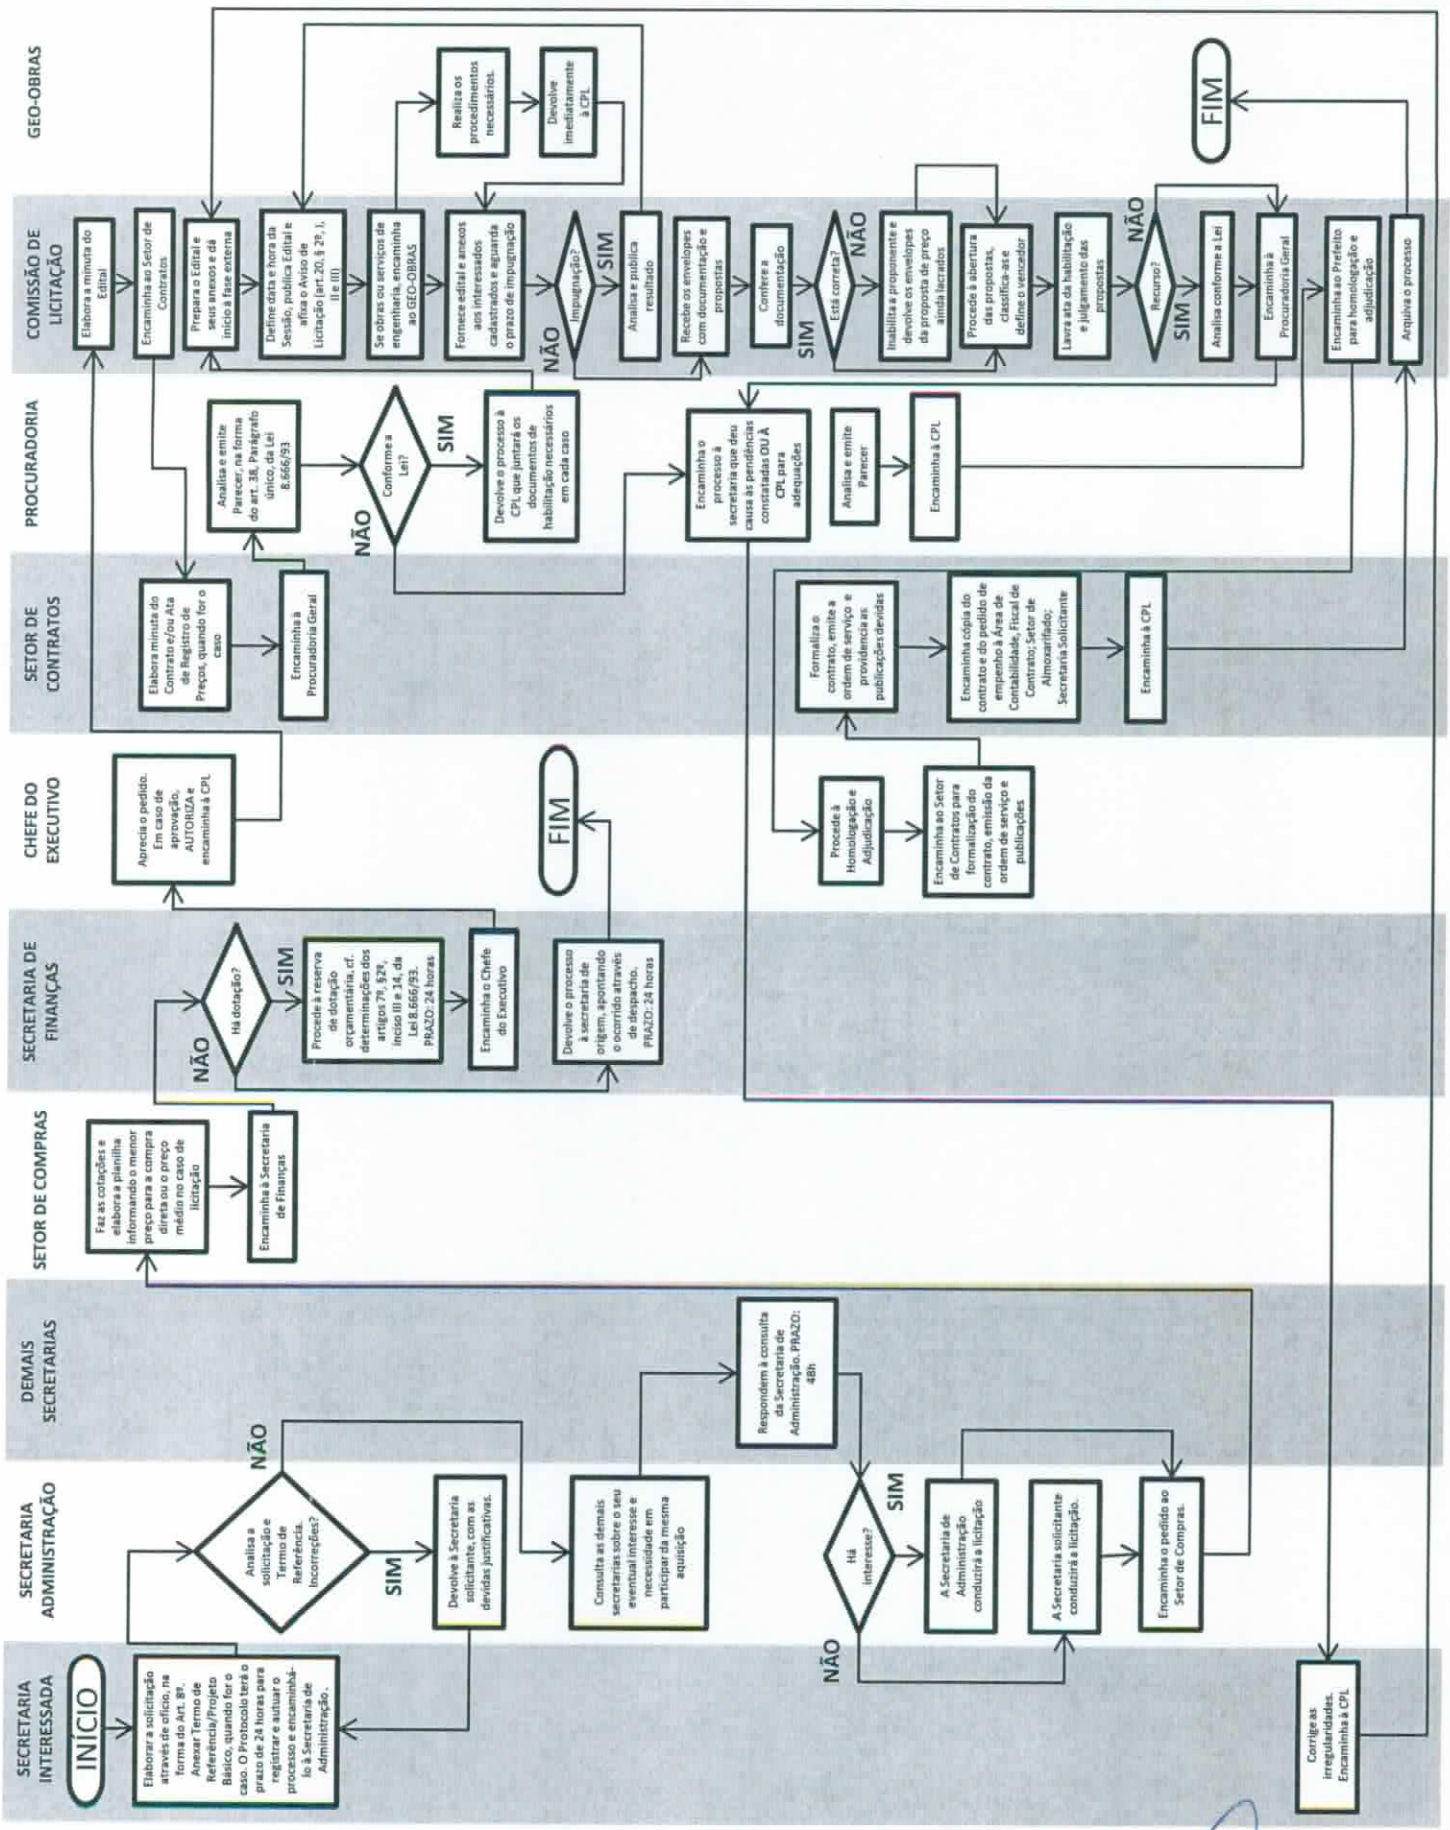 SECRETARIA
INTERESSADA
INÍCIO
Elaborar a solicitação
através de ofício, na
forma do Art. 8º.
Anexar Termo de
Referência/Projeto
Básico, quando for o
caso. O Protocolo terá o
prazo de 24 horas para
registrar e autuar o
processo e encaminhá-
lo à Secretaria de
Administração.
Corrige as
irregularidades.
Encaminha à CPL
SECRETARIA
ADMINISTRAÇÃO
Analisa a
solicitação e
Termo de
Referência.
Incorreções?
NÃO
SIM
Devolve à Secretaria
solicitante, com as
devidas justificativas.
Consulta as demais
secretarias sobre o seu
eventual interesse e
necessidade em
participar da mesma
aquisição
Há
interesse?
NÃO
SIM
A Secretaria de
Administração
conduzirá a licitação
A Secretaria solicitante
conduzirá a licitação.
Encaminha o pedido ao
Setor de Compras.
DEMAIS
SECRETARIAS
Respondem à consulta
da Secretaria de
Administração. PRAZO:
48h
SETOR DE COMPRAS
Faz as cotações e
elabora a planilha
informando o menor
preço para a compra
direta ou o preço
médio no caso de
licitação
Encaminha à Secretaria
de Finanças
SECRETARIA DE
FINANÇAS
Há dotação?
NÃO
SIM
Procede à reserva
de dotação
orçamentária, cf.
determinações dos
artigos 7º, §2º,
inciso III e 14, da
Lei 8.666/93.
PRAZO: 24 horas
Encaminha o Chefe
do Executivo
Devolve o processo
à secretaria de
origem, apontando
o ocorrido através
de despacho.
PRAZO: 24 horas
CHEFE DO
EXECUTIVO
Aprecia o pedido.
Em caso de
aprovação,
AUTORIZA e
encaminha à CPL
FIM
Procede à
Homologação e
Adjudicação
Encaminha ao Setor
de Contratos para
formalização do
contrato, emissão da
ordem de serviço e
publicações
SETOR DE
CONTRATOS
Elabora minuta do
Contrato e/ou Ata
de Registro de
Preços, quando for o
caso
Encaminha à
Procuradoria Geral
Formaliza o
contrato, emite a
ordem de serviço e
providencia as
publicações devidas
Encaminha cópia do
contrato e do pedido de
empenho à Área de
Contabilidade, Fiscal de
Contrato; Setor de
Almoxarifado;
Secretaria Solicitante
Encaminha à CPL
PROCURADORIA
Analisa e emite
Parecer, na forma
do art. 38, Parágrafo
único, da Lei
8.666/93
Conforme a
Lei?
NÃO
SIM
Devolve o processo à
CPL que juntará os
documentos de
habilitação necessários
em cada caso
Encaminha o
processo à
secretaria que deu
causa às pendências
constatadas OU À
CPL para
adequações
Analisa e emite
Parecer
Encaminha à CPL
COMISSÃO DE
LICITAÇÃO
Elabora a minuta do
Edital
Encaminha ao Setor de
Contratos
Prepara o Edital e
seus anexos e dá
início à fase externa
Define data e hora da
Sessão, publica Edital e
afixa o Aviso de
Licitação (art.20, § 2º, I,
II e III)
Se obras ou serviços de
engenharia, encaminha
ao GEO-OBRAS
Fornece edital e anexos
aos interessados
cadastrados e aguarda
o prazo de impugnação
Impugnação?
NÃO
SIM
Analisa e publica
resultado
Recebe os envelopes
com documentação e
propostas
Confere a
documentação
Está correta?
SIM
NÃO
Inabilita a proponente e
devolve os envelopes
da proposta de preço
ainda lacrados
Procede à abertura
das propostas,
classifica-as e
define o vencedor
Lavra ata da habilitação
e julgamento das
propostas
Recurso?
NÃO
SIM
Analisa conforme a Lei
Encaminha à
Procuradoria Geral
Encaminha ao Prefeito
para homologação e
adjudicação
Arquiva o processo
GEO-OBRAS
Realiza os
procedimentos
necessários.
Devolve
imediatamente
à CPL
FIM